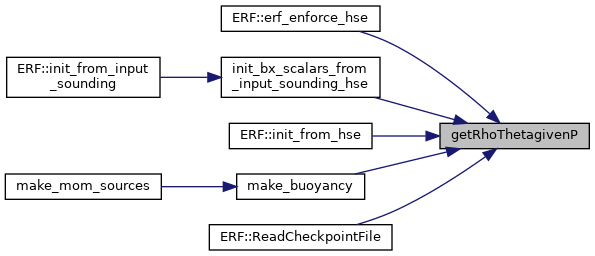 ERF::erf_enforce_hse
ERF::init_from_input
_sounding
init_bx_scalars_from
_input_sounding_hse
ERF::init_from_hse
getRhoThetagivenP
make_mom_sources
make_buoyancy
ERF::ReadCheckpointFile